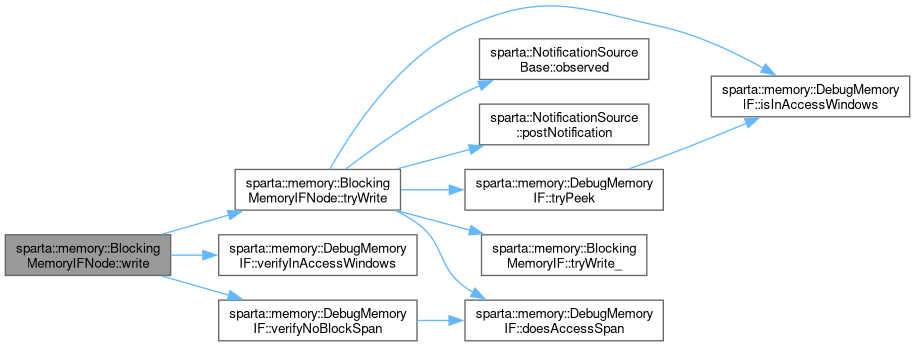 sparta::NotificationSource
Base::observed
sparta::memory::DebugMemory
IF::isInAccessWindows
sparta::NotificationSource
::postNotification
sparta::memory::Blocking
MemoryIFNode::tryWrite
sparta::memory::DebugMemory
IF::tryPeek
sparta::memory::Blocking
MemoryIFNode::write
sparta::memory::DebugMemory
IF::verifyInAccessWindows
sparta::memory::Blocking
MemoryIF::tryWrite_
sparta::memory::DebugMemory
IF::verifyNoBlockSpan
sparta::memory::DebugMemory
IF::doesAccessSpan